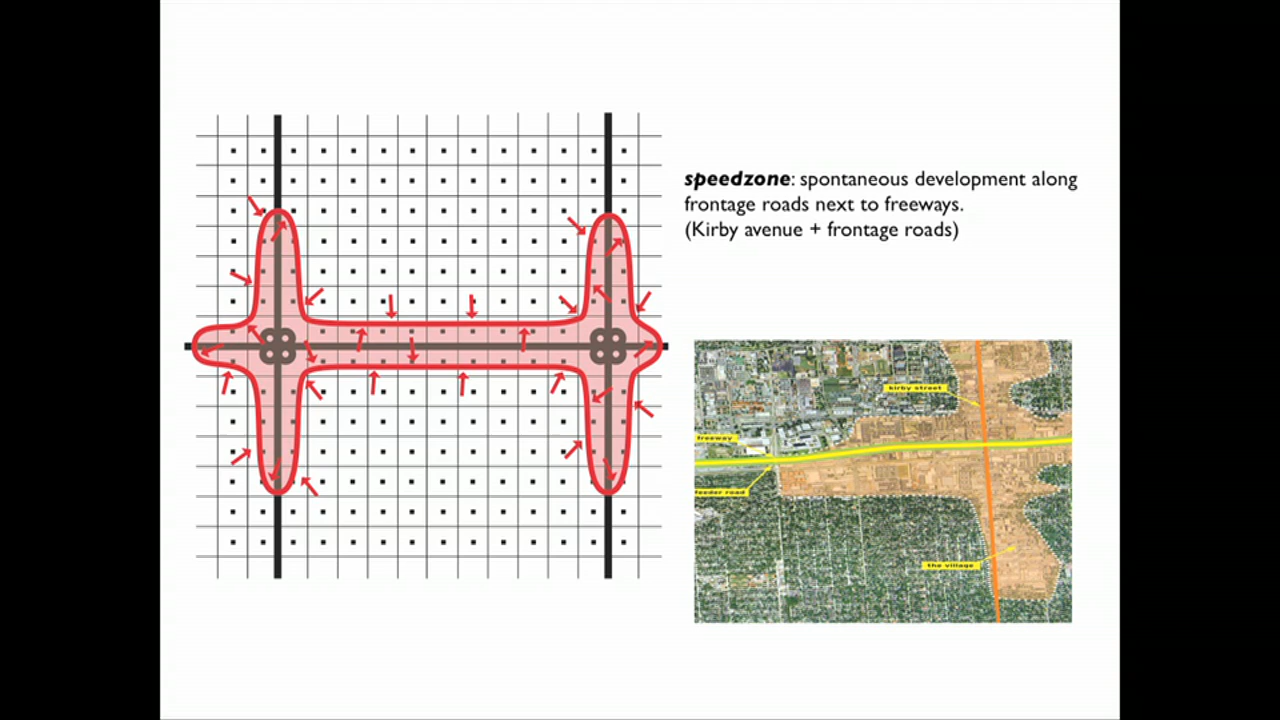 speedzone: spontaneous development along
frontage roads next to freeways.
(Kirby avenue + frontage roads)
kirby street
freeway
feeder road
the village